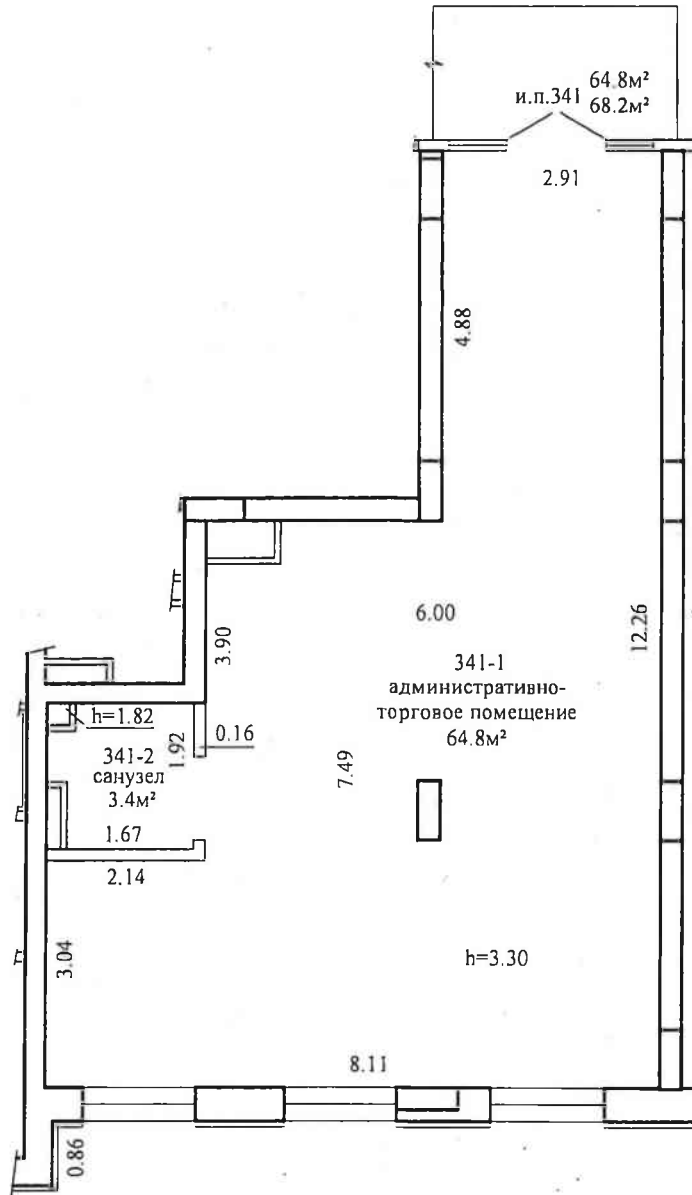 64.8м²
и.п.341 68.2м²
2.91
4.88
6.00
12.26
3.90
341-1
административно-
торговое помещение
64.8м²
h=1.82
0.16
1.92
341-2
санузел
3.4м²
7.49
1.67
2.14
3.04
h=3.30
8.11
0.86